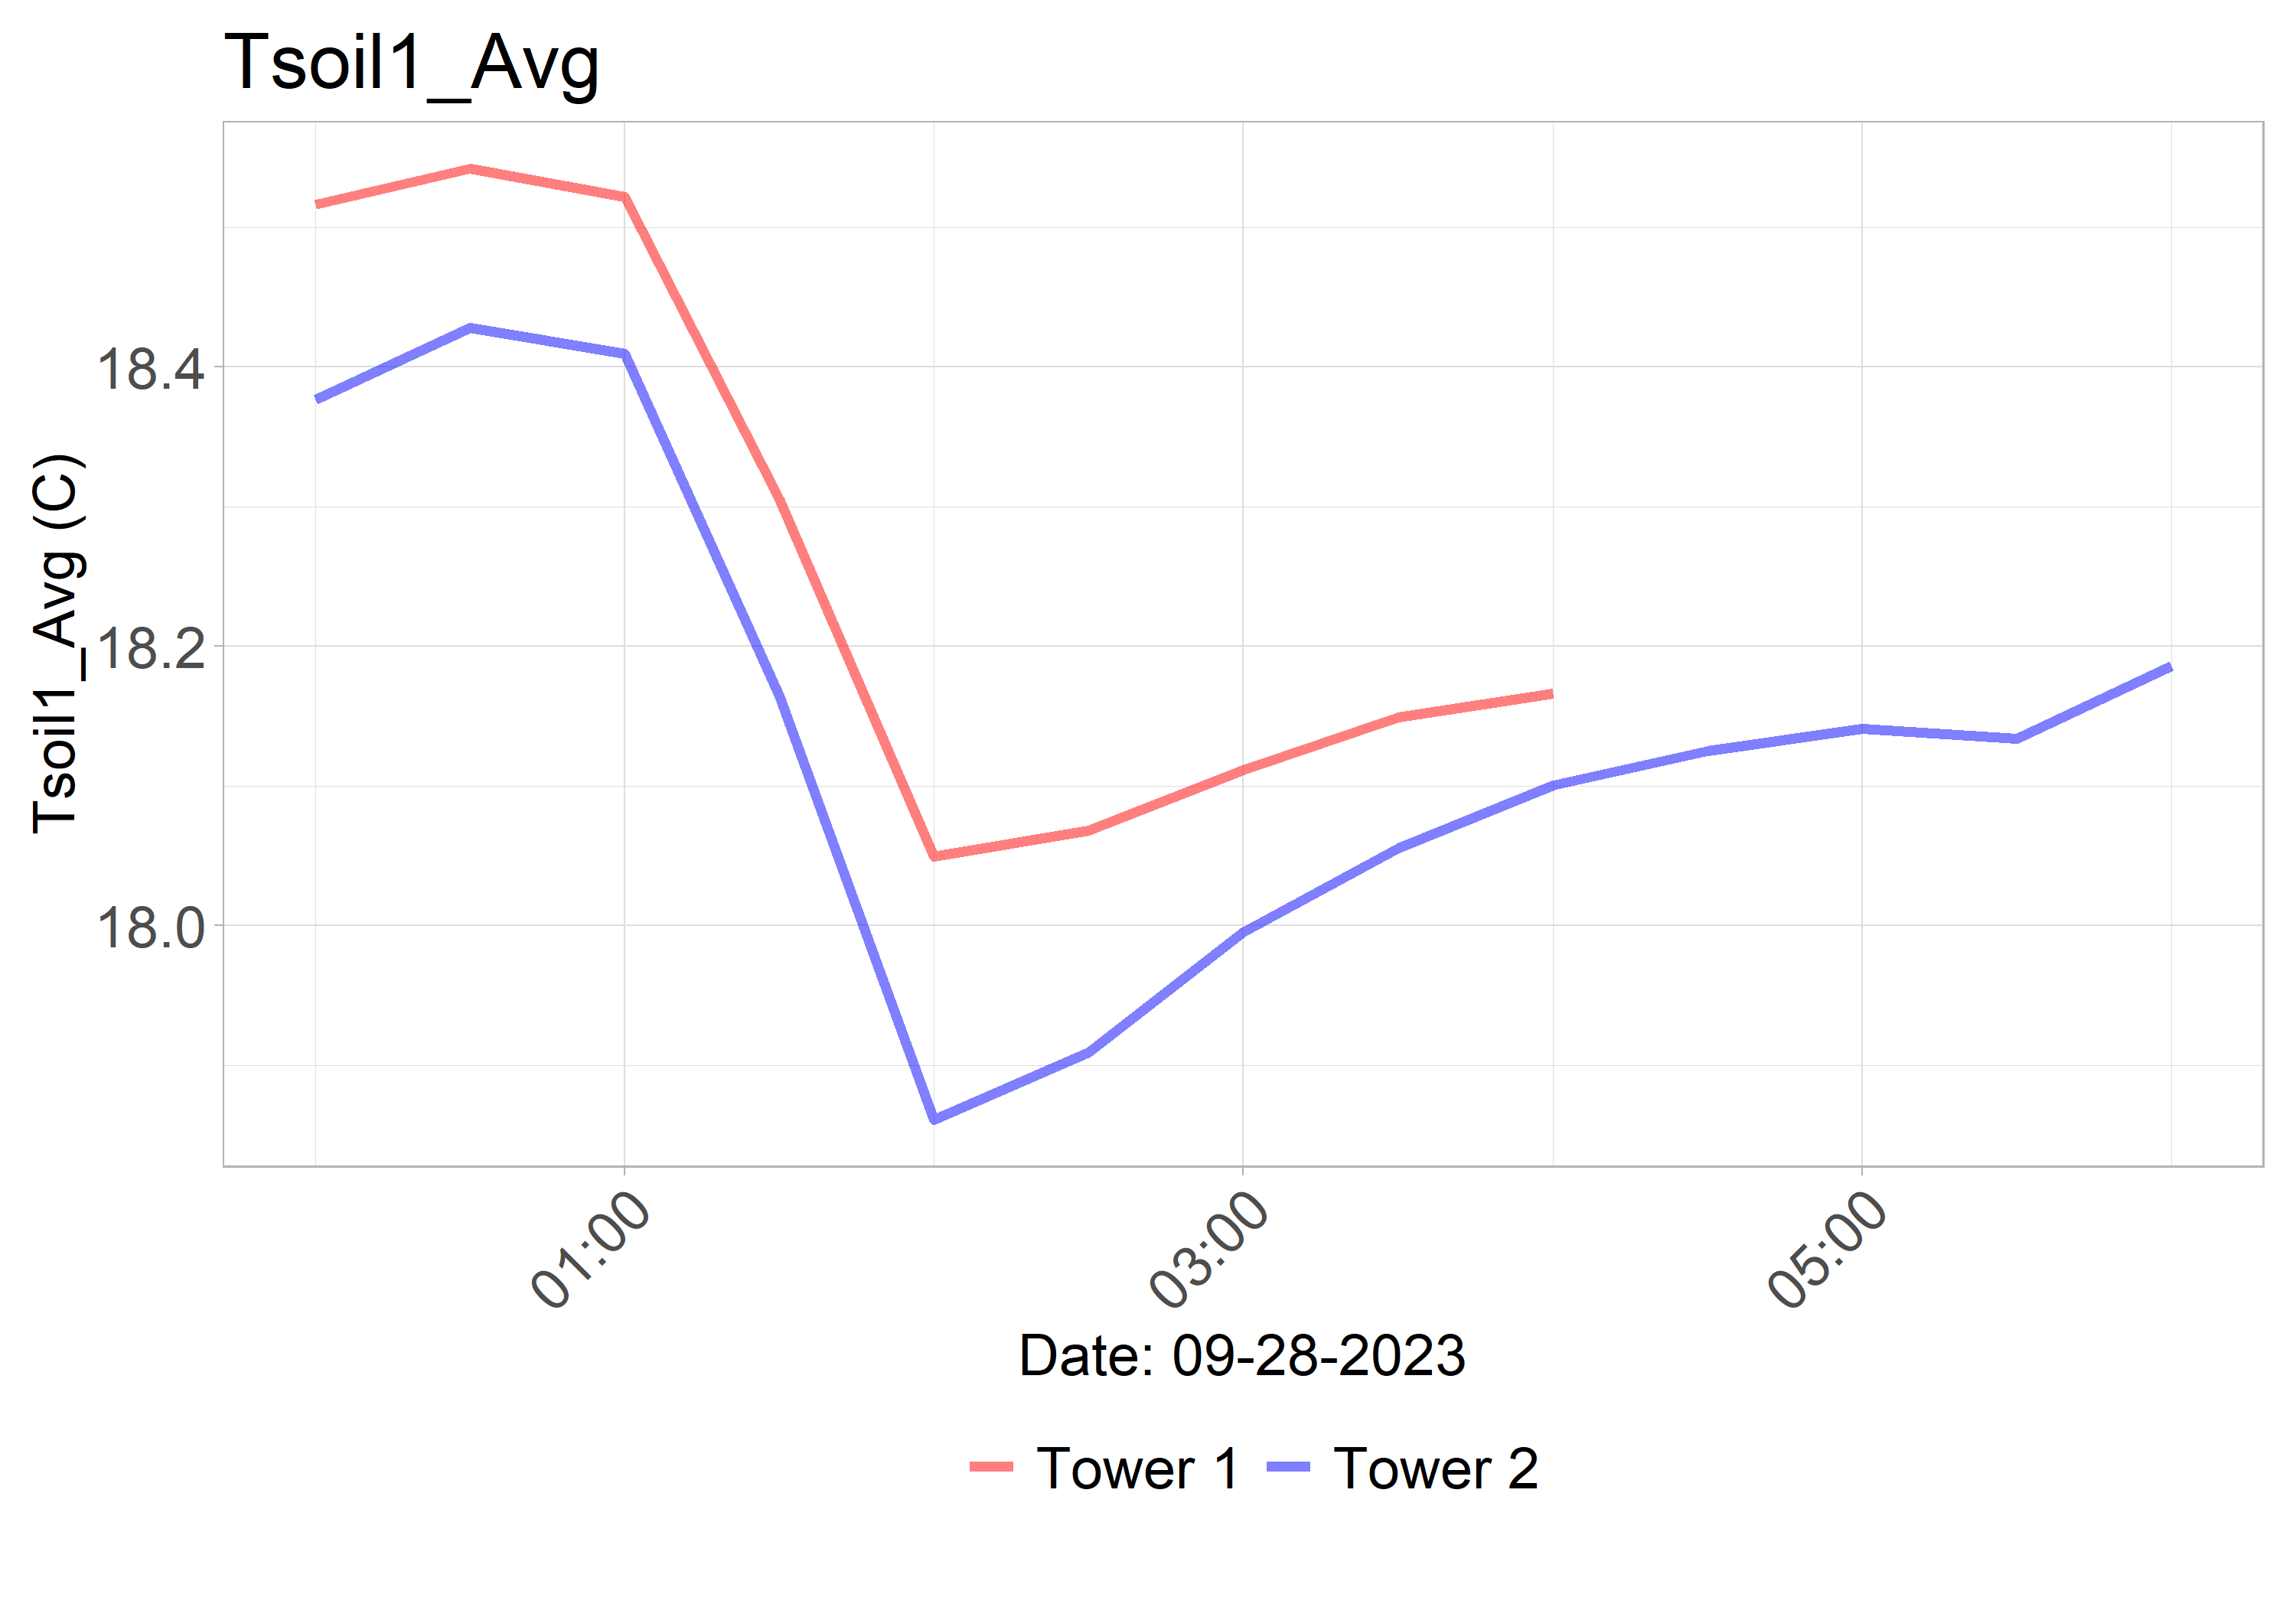 Tsoil1_Avg
Tsoil1_Avg (C)
18.4
18.2
18.0
01:00 03:00 05:00
Date: 09-28-2023
Tower 1 Tower 2